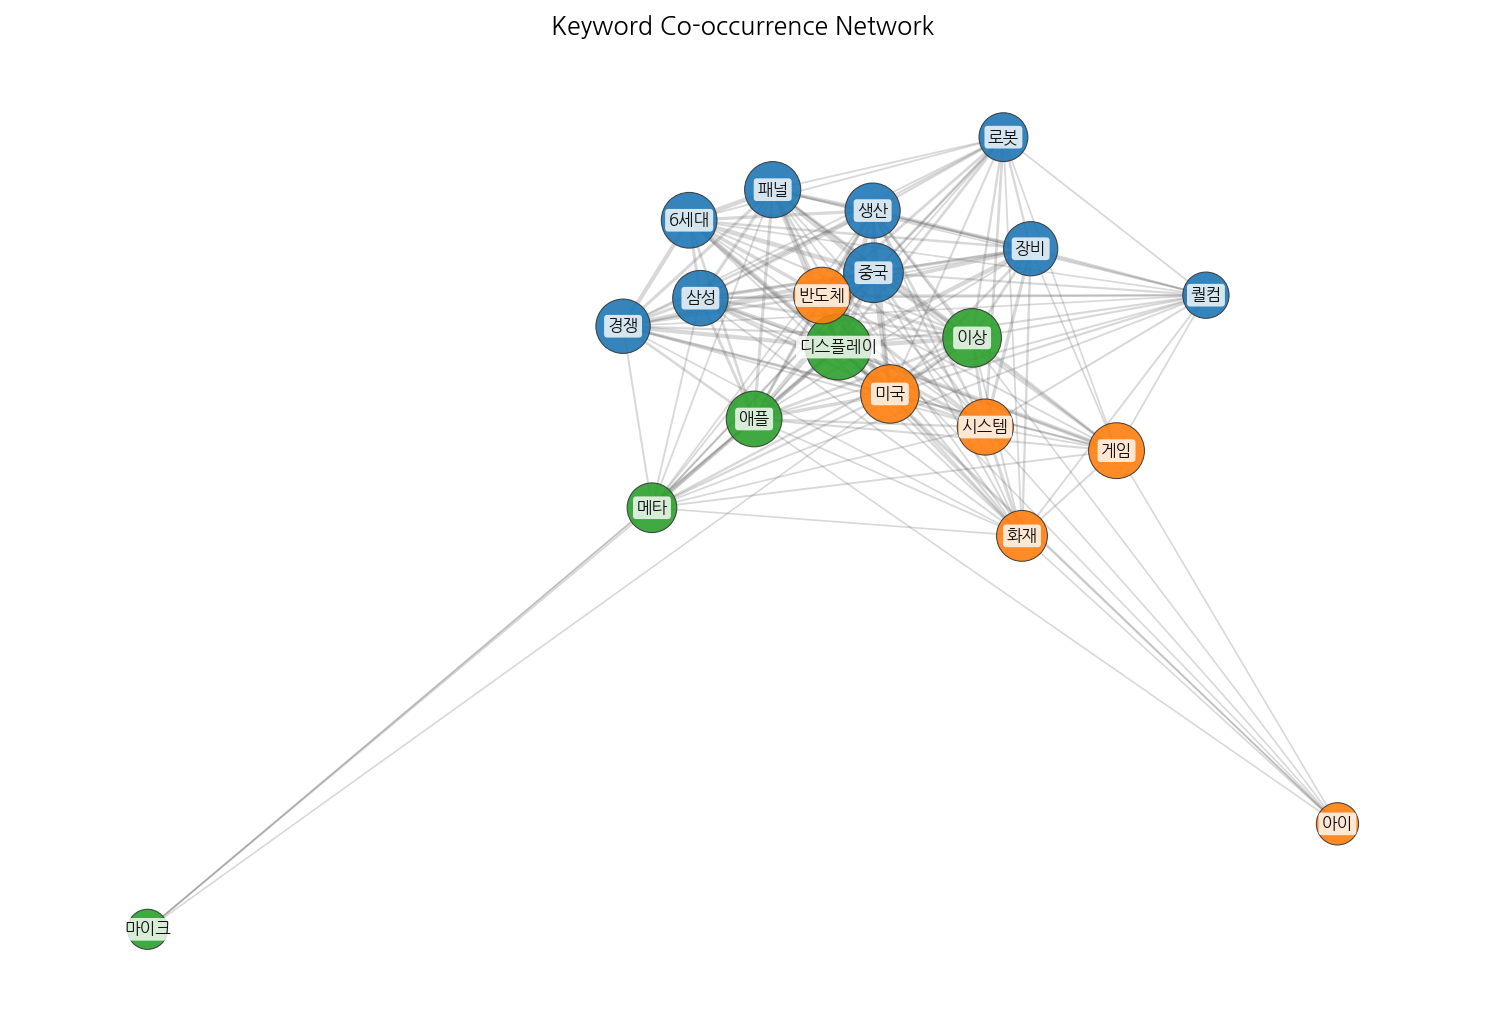 Keyword Co-occurrence Network
로봇
패널
6세대
생산
장비
중국
반도체
삼성
퀄컴
경쟁
이상
디스플레이
미국
애플
시스템
게임
메타
화재
아이
마이크